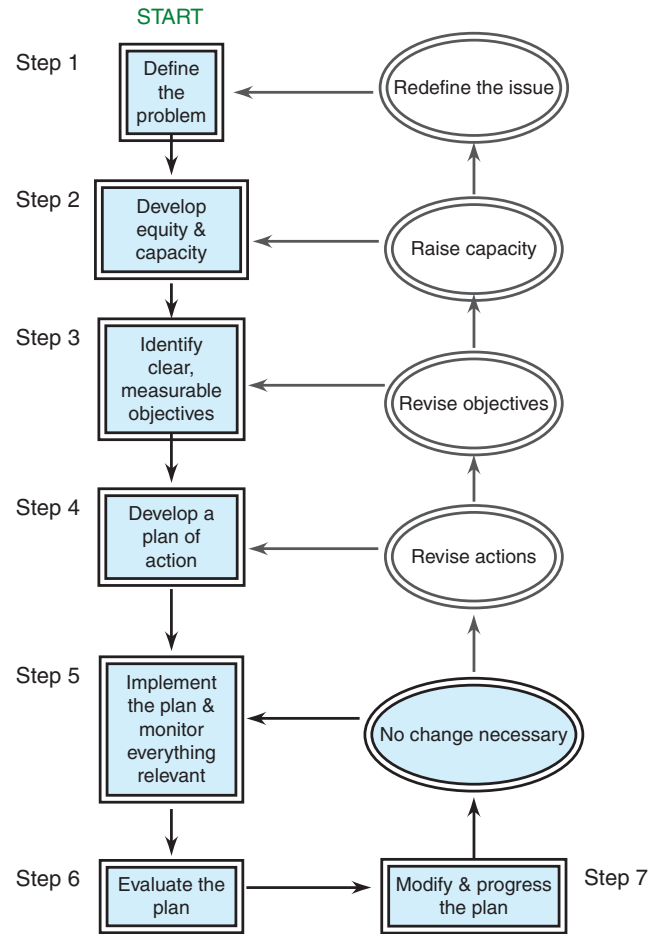 START
Step 1
Define
the
problem
Redefine the issue
Step 2
Develop
equity &
capacity
Raise capacity
Step 3
Identify
clear,
measurable
objectives
Revise objectives
Step 4
Develop a
plan of
action
Revise actions
Step 5
Implement
the plan &
monitor
everything
relevant
No change necessary
Step 6
Evaluate the
plan
Modify & progress
the plan
Step 7